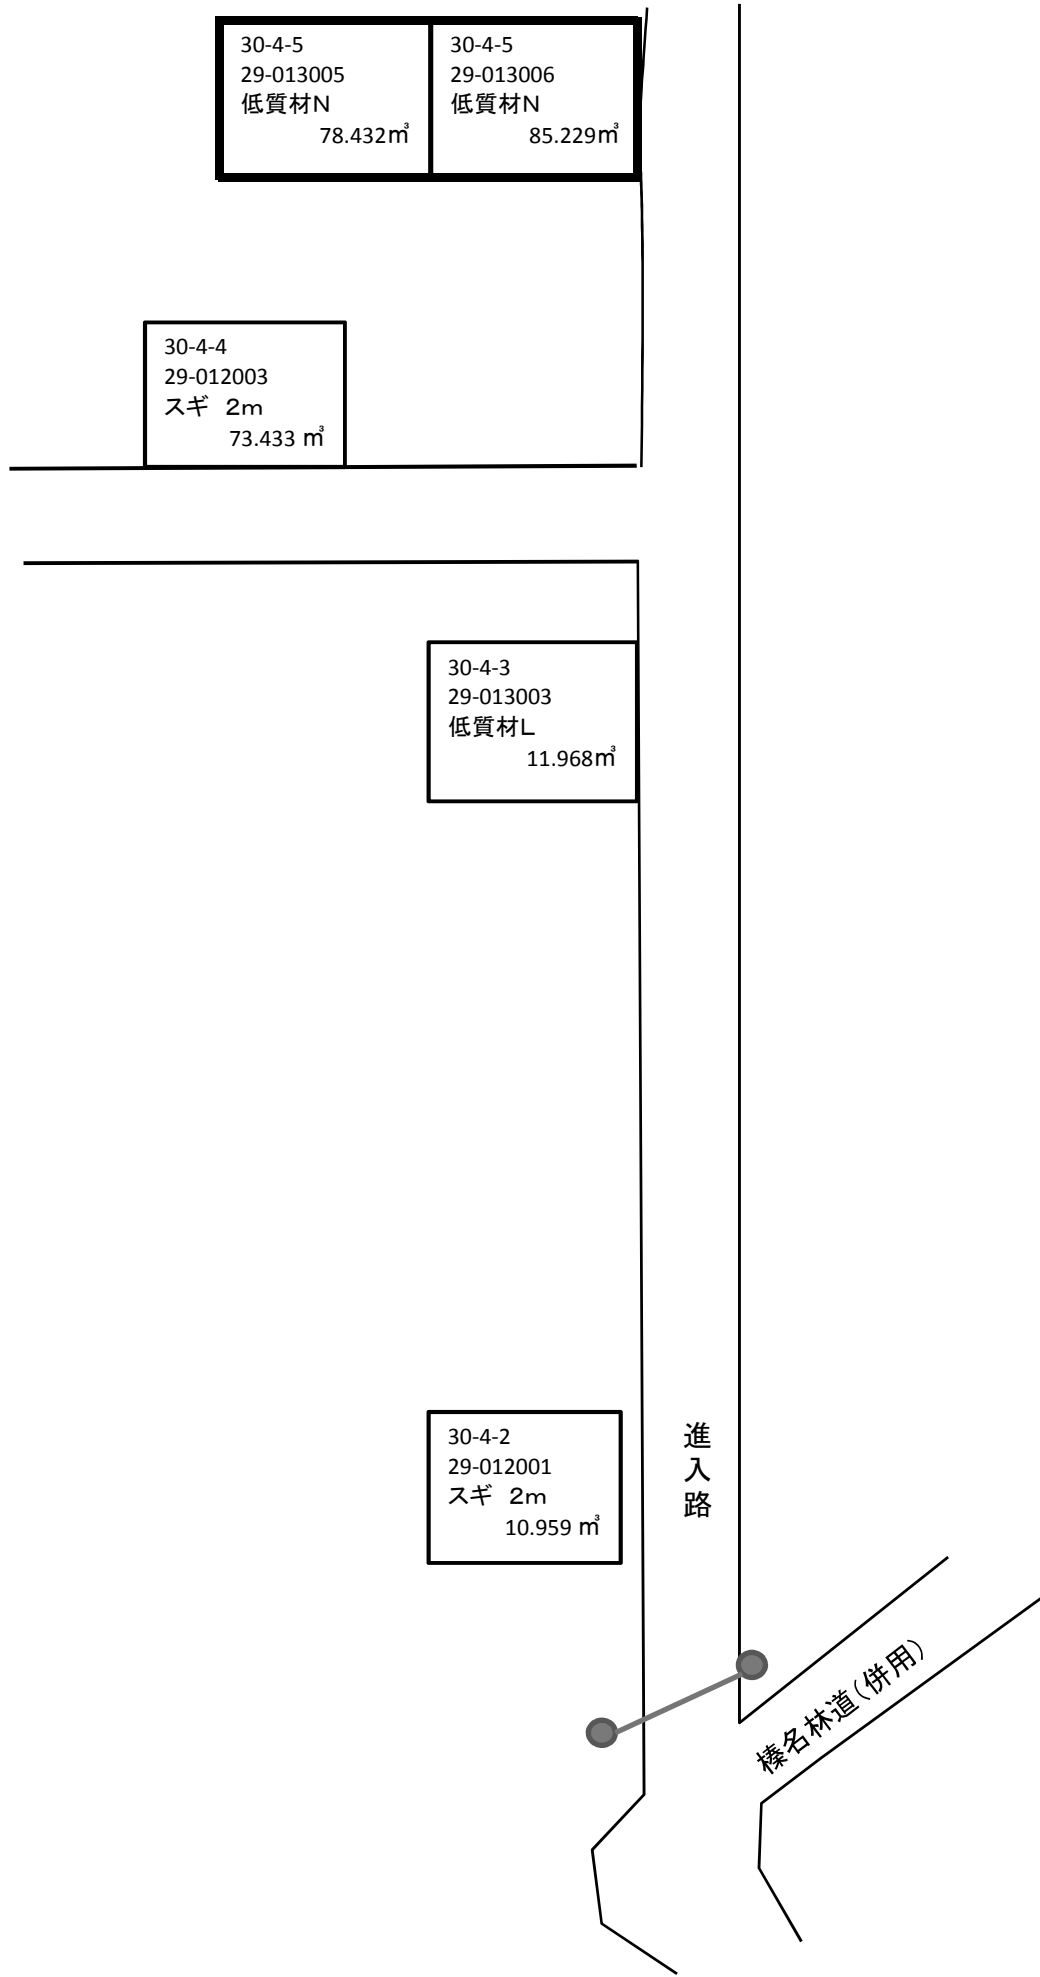 30-4-5
29-013005
低質材N
78.432㎥
30-4-5
29-013006
低質材N
85.229㎥
30-4-4
29-012003
スギ　2ｍ
73.433 ㎥
30-4-3
29-013003
低質材L
11.968㎥
30-4-2
29-012001
スギ　2ｍ
10.959 ㎥
進入路
榛名林道(併用)